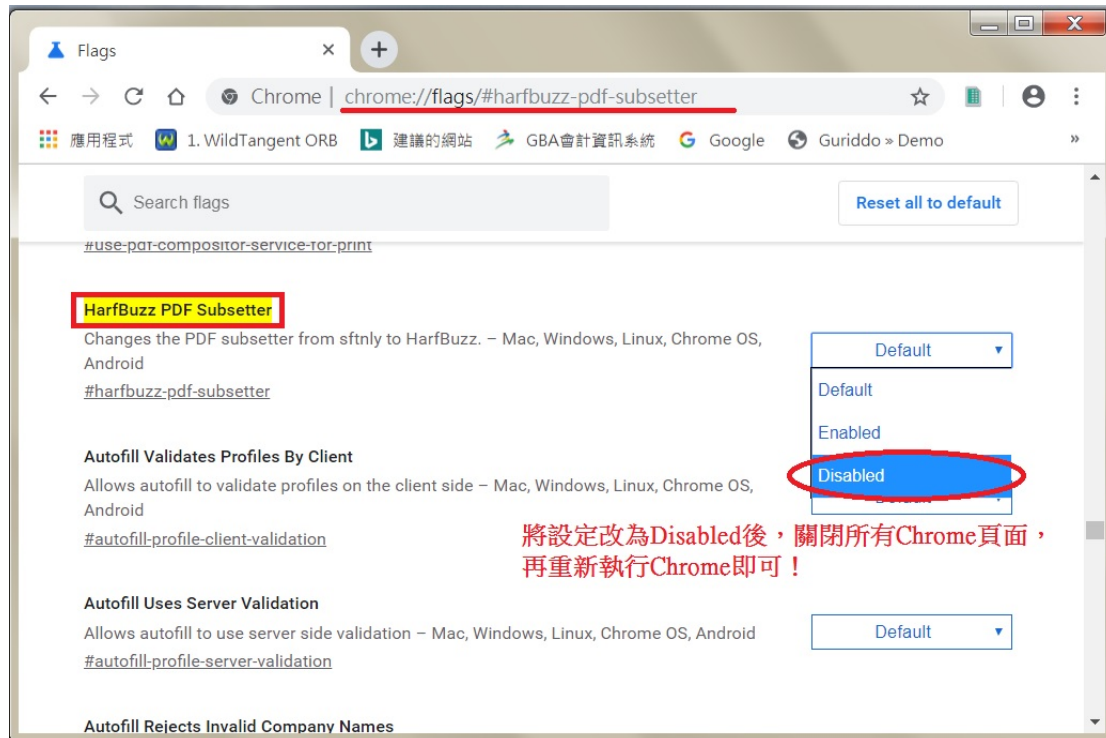 Flags
Chrome | chrome://flags/#harfbuzz-pdf-subsetter
應用程式 1. WildTangent ORB 建議的網站 GBA會計資訊系統 Google Guriddo » Demo »
Search flags
Reset all to default
#use-pdf-compositor-service-for-print
HarfBuzz PDF Subsetter
Changes the PDF subsetter from sftnly to HarfBuzz. – Mac, Windows, Linux, Chrome OS,
Android
#harfbuzz-pdf-subsetter
Default
Default
Enabled
Disabled
Autofill Validates Profiles By Client
Allows autofill to validate profiles on the client side – Mac, Windows, Linux, Chrome OS,
Android
#autofill-profile-client-validation
將設定改為Disabled後，關閉所有Chrome頁面，
再重新執行Chrome即可！
Autofill Uses Server Validation
Allows autofill to use server side validation – Mac, Windows, Linux, Chrome OS, Android
Default
#autofill-profile-server-validation
Autofill Rejects Invalid Company Names